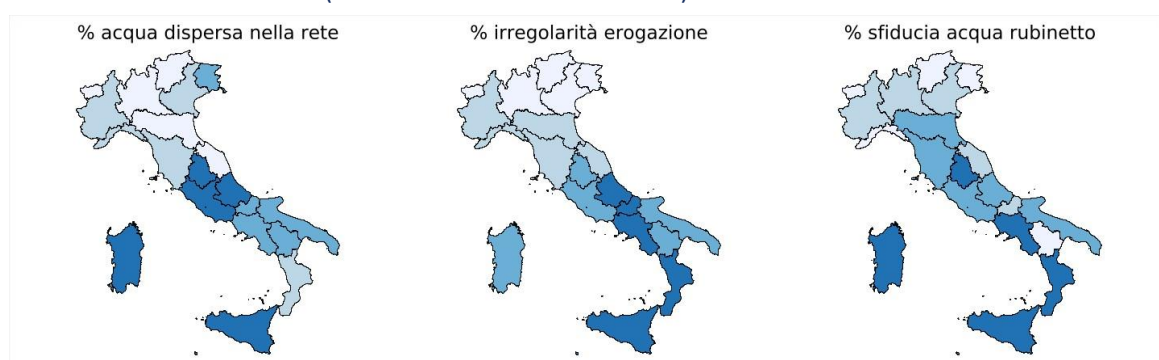 % acqua dispersa nella rete
% irregolarità erogazione
% sfiducia acqua rubinetto